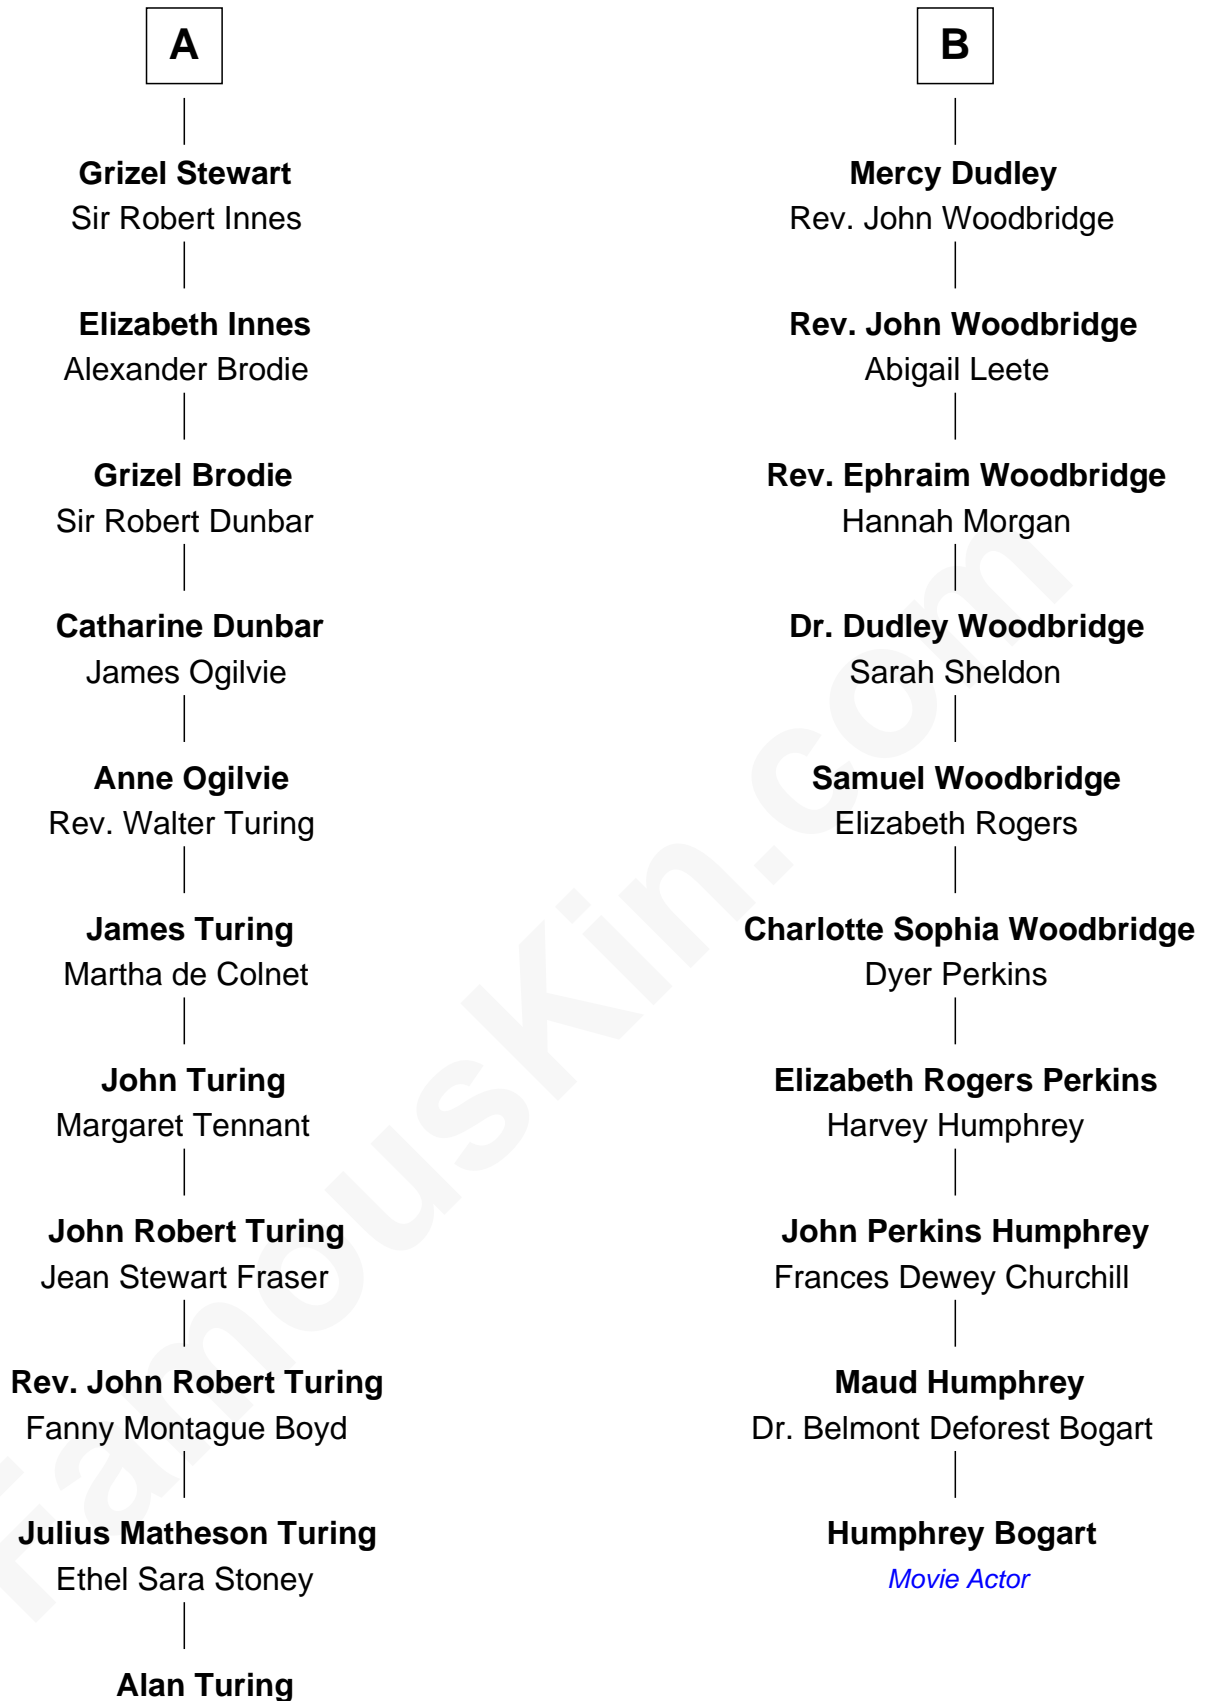 A
Grizel Stewart
Sir Robert Innes
Elizabeth Innes
Alexander Brodie
Grizel Brodie
Sir Robert Dunbar
Catharine Dunbar
James Ogilvie
Anne Ogilvie
Rev. Walter Turing
James Turing
Martha de Colnet
John Turing
Margaret Tennant
John Robert Turing
Jean Stewart Fraser
Rev. John Robert Turing
Fanny Montague Boyd
Julius Matheson Turing
Ethel Sara Stoney
Alan Turing
B
Mercy Dudley
Rev. John Woodbridge
Rev. John Woodbridge
Abigail Leete
Rev. Ephraim Woodbridge
Hannah Morgan
Dr. Dudley Woodbridge
Sarah Sheldon
Samuel Woodbridge
Elizabeth Rogers
Charlotte Sophia Woodbridge
Dyer Perkins
Elizabeth Rogers Perkins
Harvey Humphrey
John Perkins Humphrey
Frances Dewey Churchill
Maud Humphrey
Dr. Belmont Deforest Bogart
Humphrey Bogart
Movie Actor
FamousKin.com